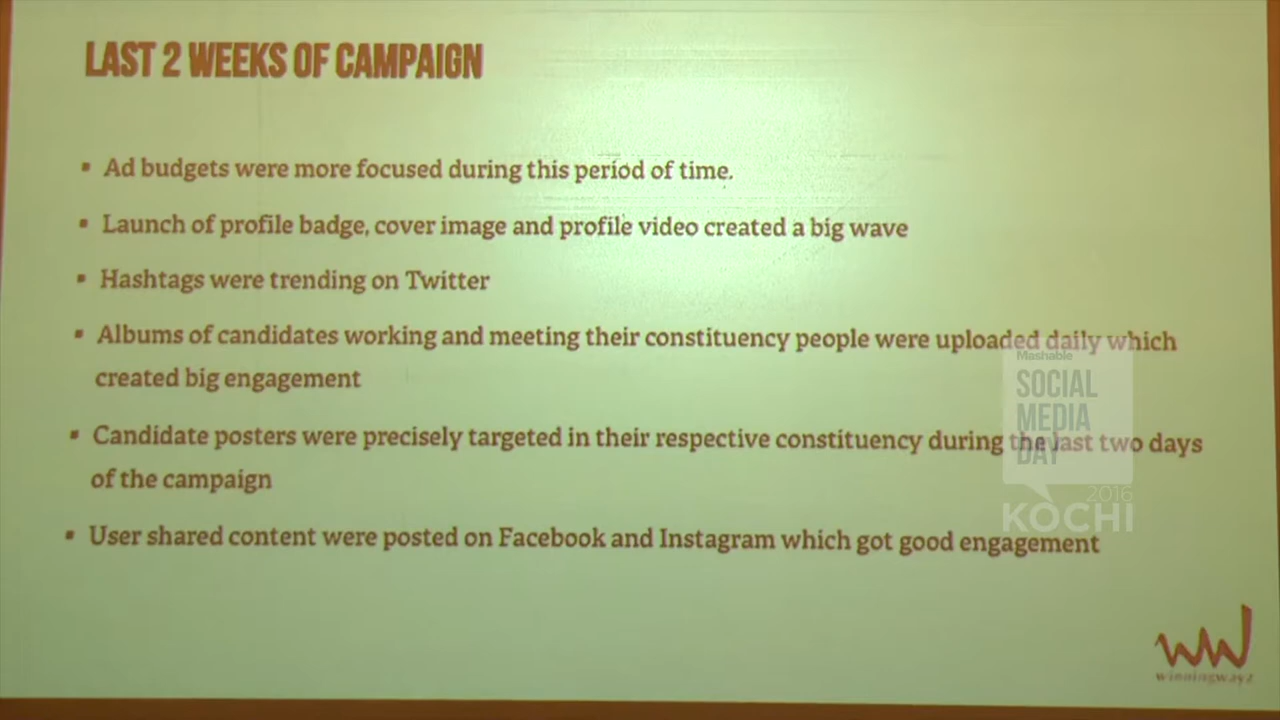 LAST 2 WEEKS OF CAMPAIGN
▪ Ad budgets were more focused during this period of time.
▪ Launch of profile badge, cover image and profile video created a big wave
▪ Hashtags were trending on Twitter
▪ Albums of candidates working and meeting their constituency people were uploaded daily which
created big engagement
▪ Candidate posters were precisely targeted in their respective constituency during the last two days
of the campaign
▪ User shared content were posted on Facebook and Instagram which got good engagement
Mashable
SOCIAL
MEDIA
DAY
2016
KOCHI
WW
winningwayz